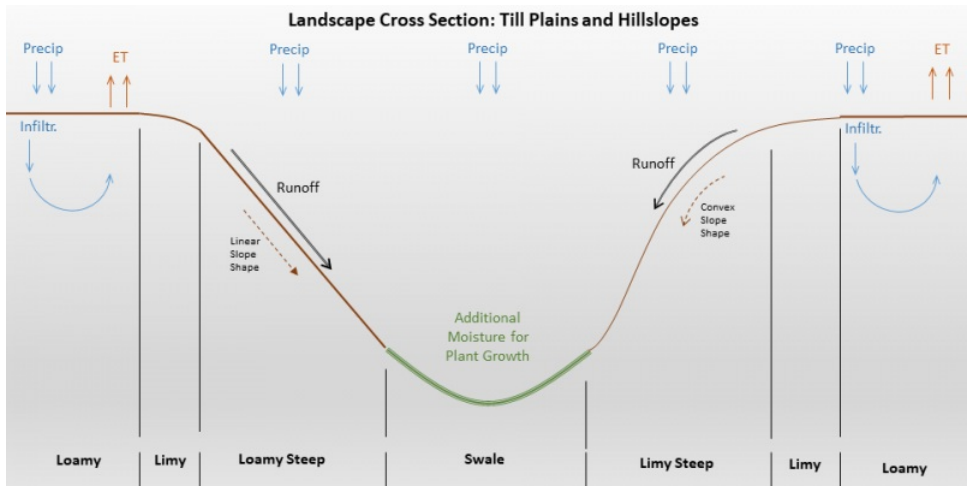 Landscape Cross Section: Till Plains and Hillslopes
Precip
ET
Precip
Precip
Precip
Precip
ET
Infiltr.
Infiltr.
Runoff
Runoff
Linear
Slope
Shape
Convex
Slope
Shape
Additional
Moisture for
Plant Growth
Loamy
Limy
Loamy Steep
Swale
Limy Steep
Limy
Loamy